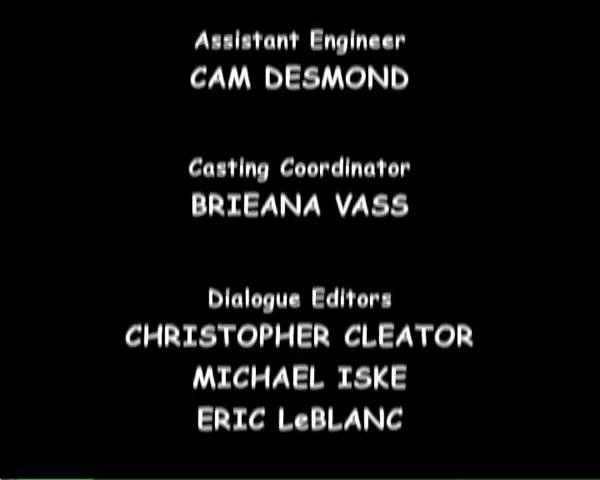 Assistant Engineer
CAM DESMOND
Casting Coordinator
BRIEANA VASS
Dialogue Editors
CHRISTOPHER CLEATOR
MICHAEL ISKE
ERIC LeBLANC